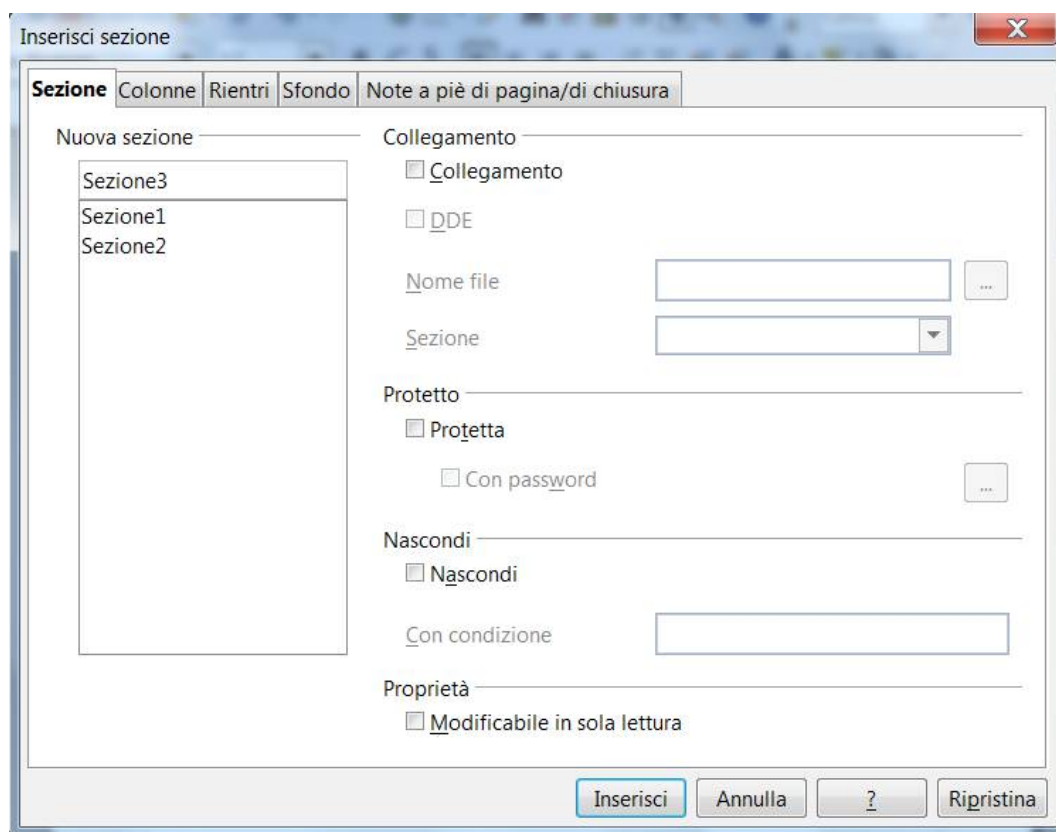 Inserisci sezione
X
Sezione Colonne Rientri Sfondo Note a piè di pagina/di chiusura
Nuova sezione
Sezione3
Sezione1
Sezione2
Collegamento
Collegamento
DDE
Nome file
...
Sezione
Protetto
Protetta
Con password
...
Nascondi
Nascondi
Con condizione
Proprietà
Modificabile in sola lettura
Inserisci Annulla ? Ripristina